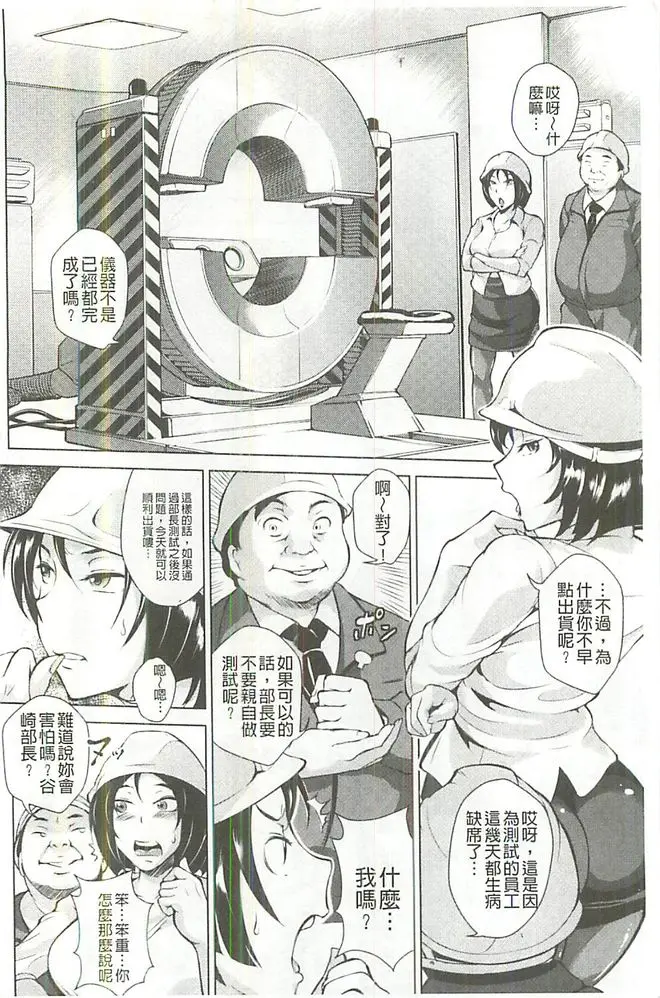 哎呀～什
麼嘛…
儀器不是
已經都完
成了嗎？
…不過，為
什麼你不早
點出貨呢？
哎呀，這是因
為測試的員工
這幾天都生病
缺席了…
啊～對了！
ポン
如果可以的
話，部長要
不要親自做
測試呢？
什麼…
我嗎？
這樣的話，如果通
過部長測試之後沒
問題，今天就可以
順利出貨嘍…
嗯～嗯…
難道說妳會
害怕嗎？谷
崎部長？
ヌッ
笨…笨重…你
怎麼那麼說呢